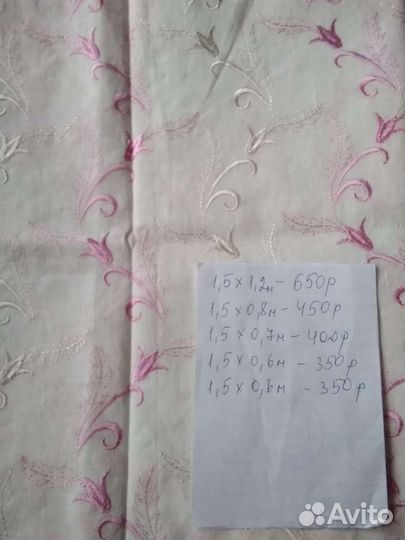 1,5 x 1,2м - 650р
1,5 x 0,8м - 450р
1,5 x 0,7м - 400р
1,5 x 0,6м - 350р
1,5 x 0,6м - 350р
Avito